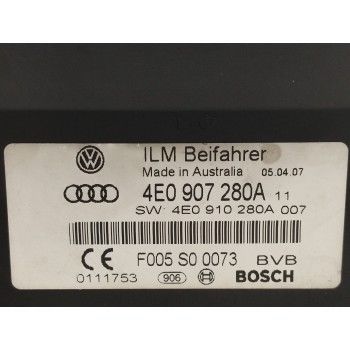 ILM Beifahrer
Made in Australia 05.04.07
4E0 907 280A 11
SW: 4E0 910 280A 007
CE F005 S0 0073 BVB
0111753 906 BOSCH